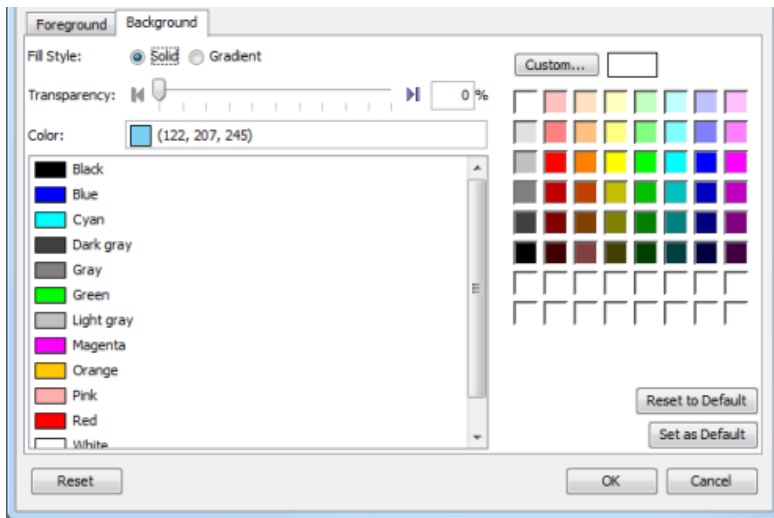 Foreground Background
Fill Style: Solid Gradient
Custom...
Transparency: 0 %
Color: (122, 207, 245)
Black
Blue
Cyan
Dark gray
Gray
Green
Light gray
Magenta
Orange
Pink
Red
White
Reset to Default
Set as Default
Reset OK Cancel